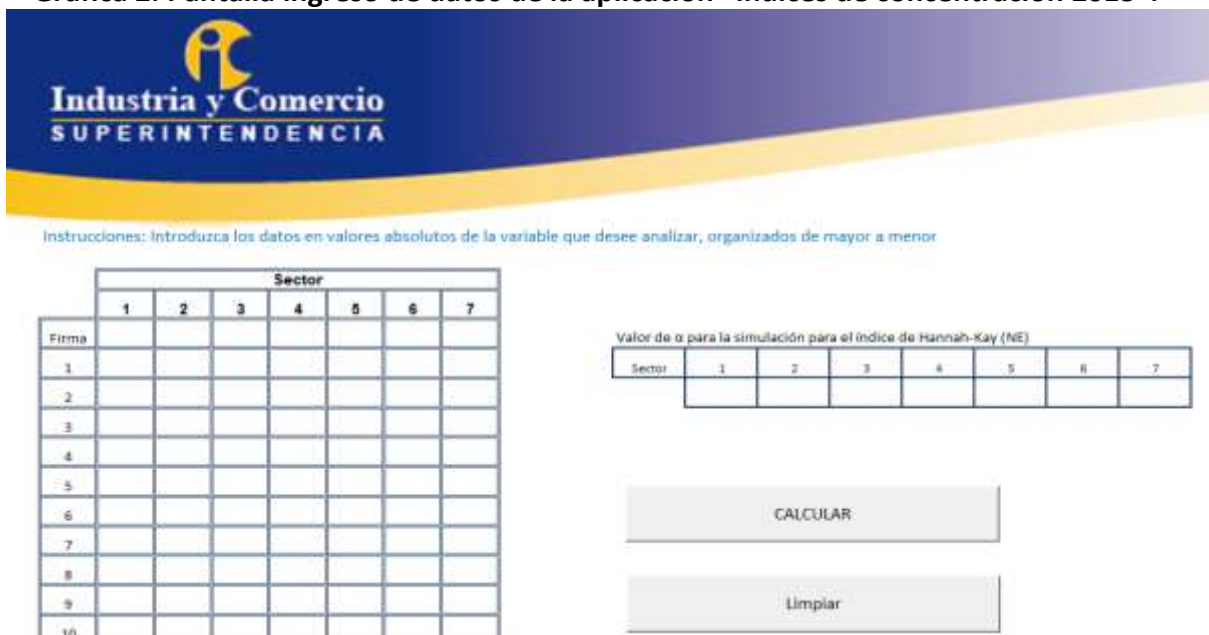 Industria y Comercio
SUPERINTENDENCIA
Instrucciones: Introduzca los datos en valores absolutos de la variable que desee analizar, organizados de mayor a menor
Sector
1 2 3 4 5 6 7
Firma
1
2
3
4
5
6
7
8
9
10
Valor de α para la simulación para el índice de Hannah-Kay (NE)
Sector 1 2 3 4 5 6 7
CALCULAR
Limpiar